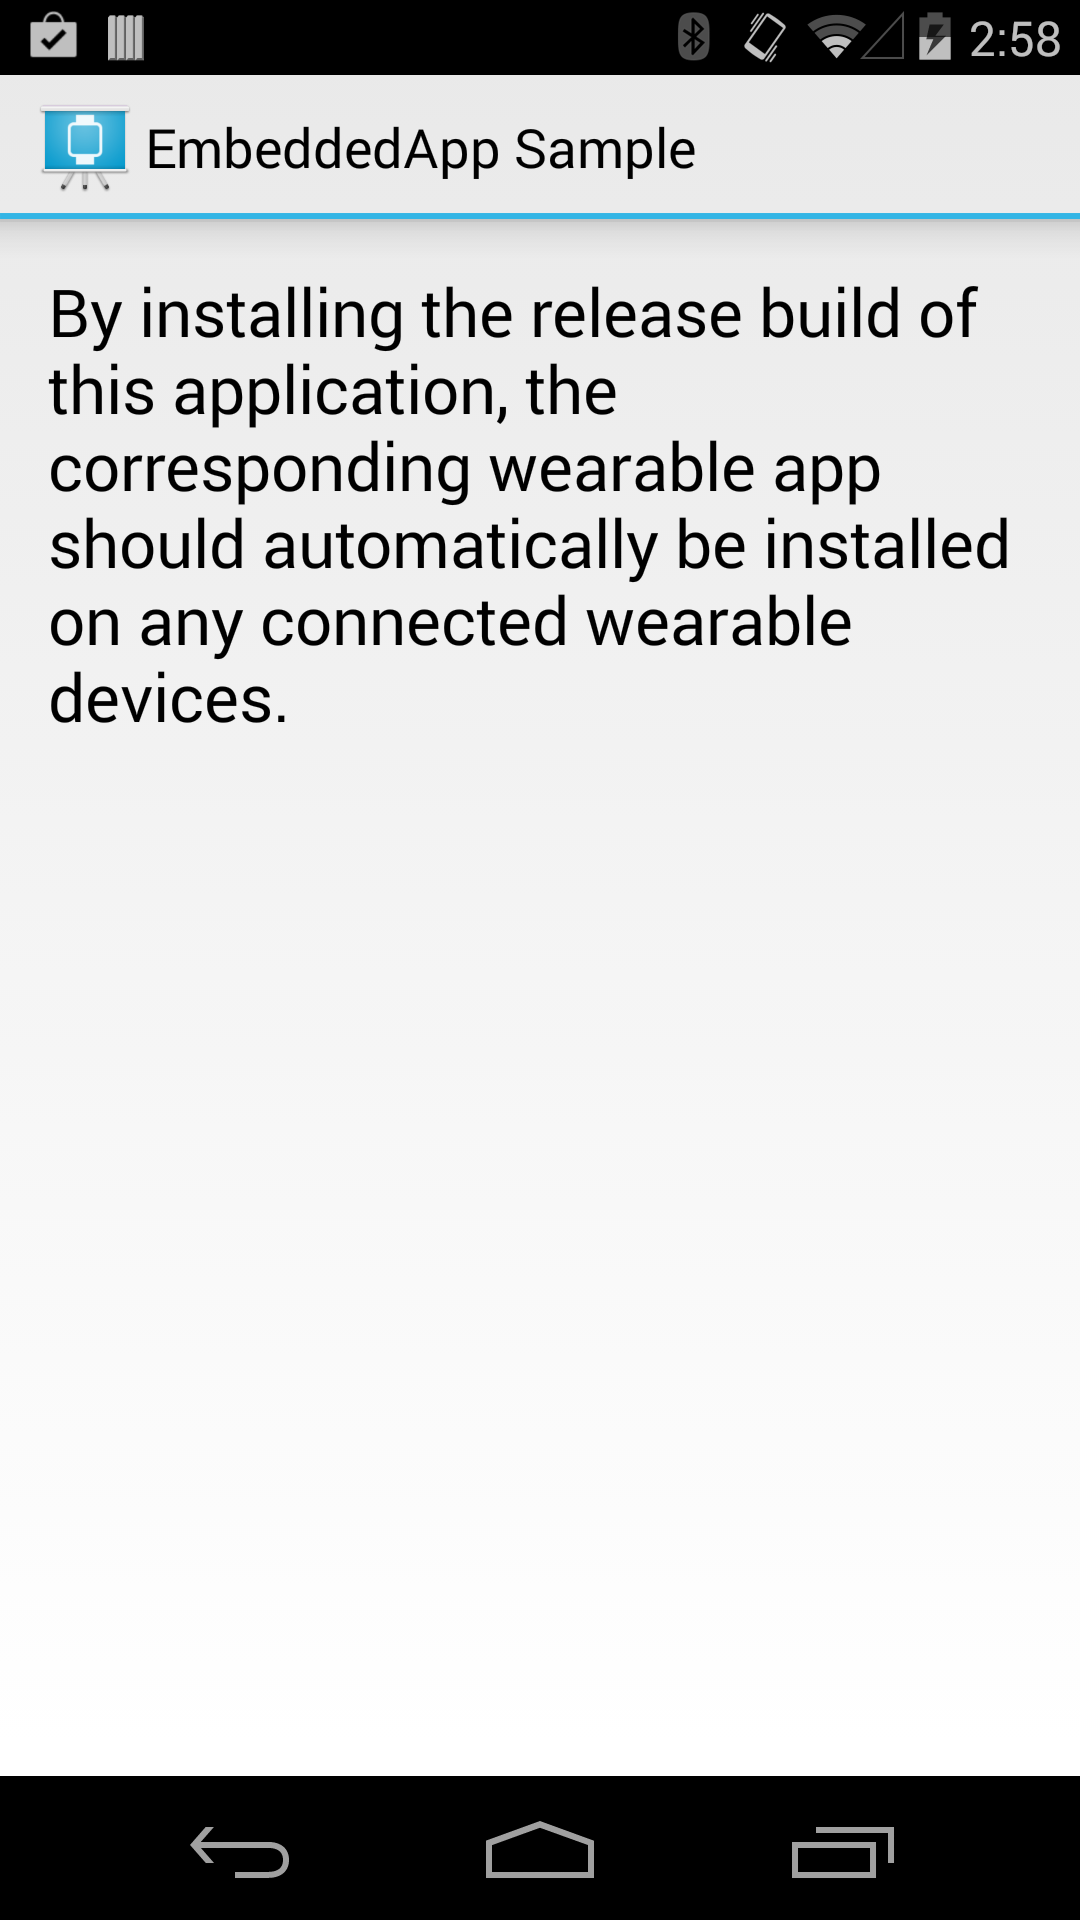 2:58
EmbeddedApp Sample
By installing the release build of
this application, the
corresponding wearable app
should automatically be installed
on any connected wearable
devices.